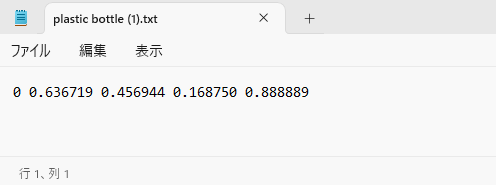 plastic bottle (1).txt
ファイル 編集 表示
0 0.636719 0.456944 0.168750 0.888889
行 1、列 1